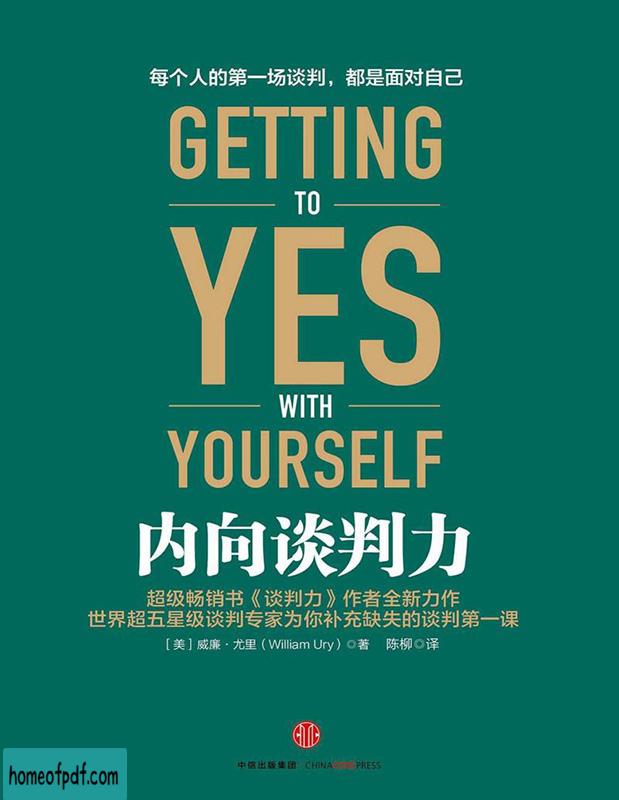 每个人的第一场谈判，都是面对自己
GETTING
TO
YES
WITH
YOURSELF
内向谈判力
超级畅销书《谈判力》作者全新力作
世界超五星级谈判专家为你补充缺失的谈判第一课
［美］威廉·尤里（William Ury）◎著 陈柳◎译
中信出版集团 CHINA CITIC PRESS
homeofpdf.com